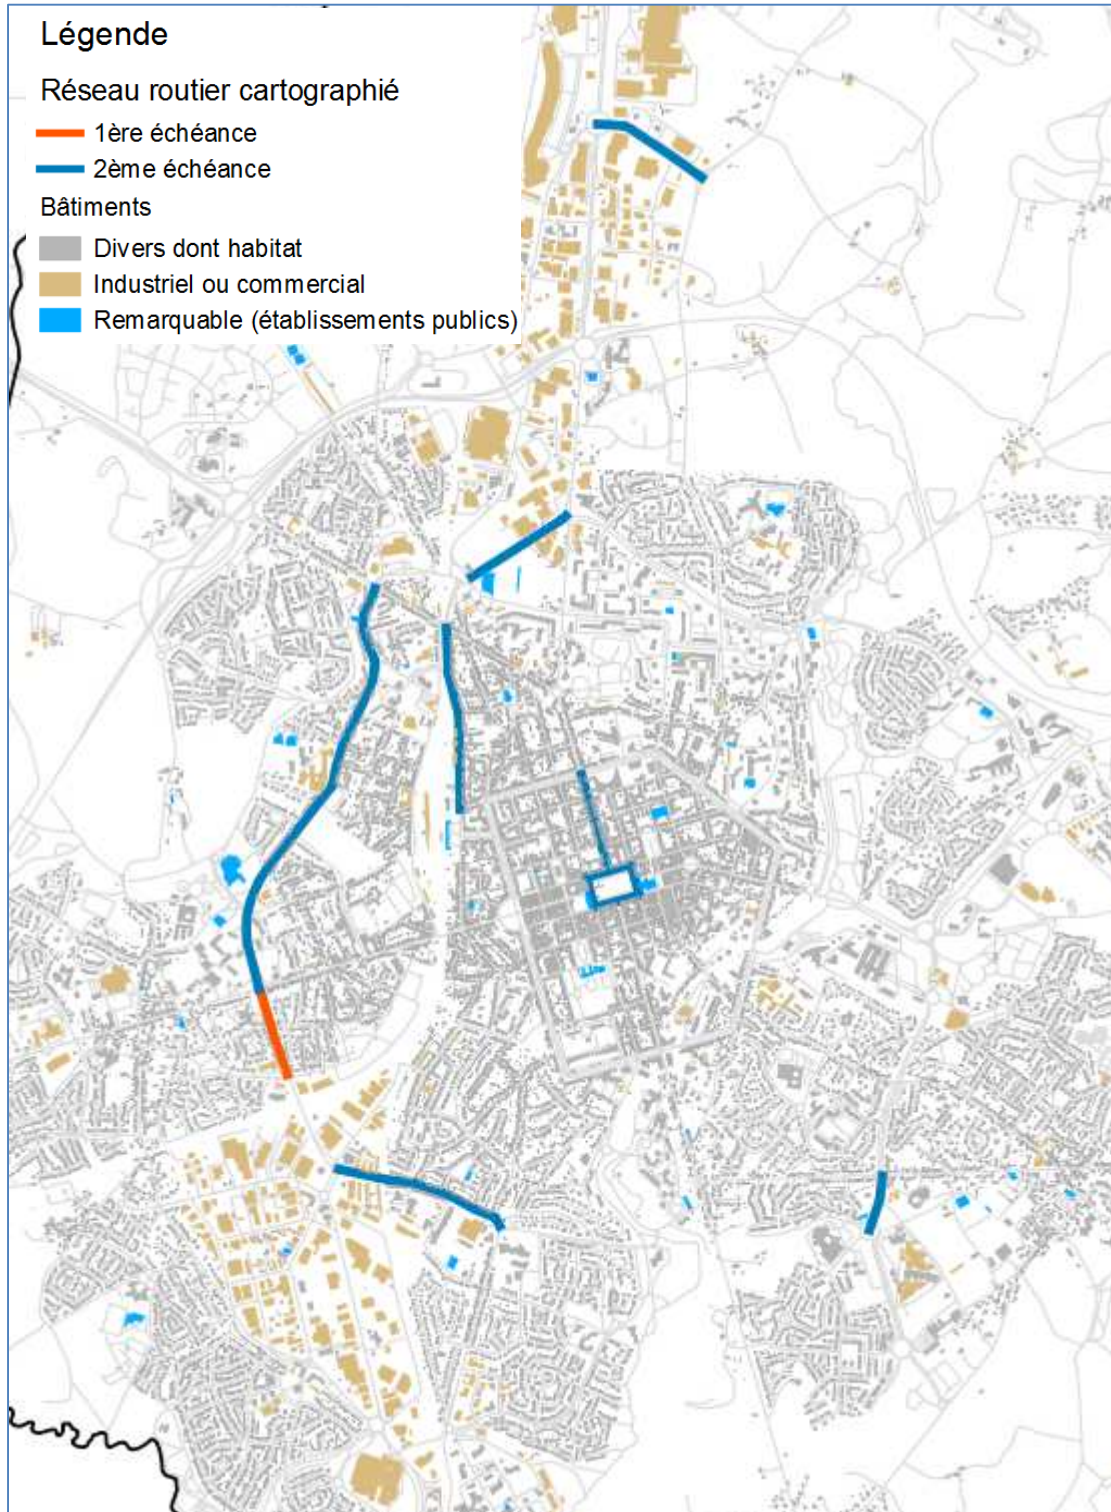 Légende
Réseau routier cartographié
1ère échéance
2ème échéance
Bâtiments
Divers dont habitat
Industriel ou commercial
Remarquable (établissements publics)